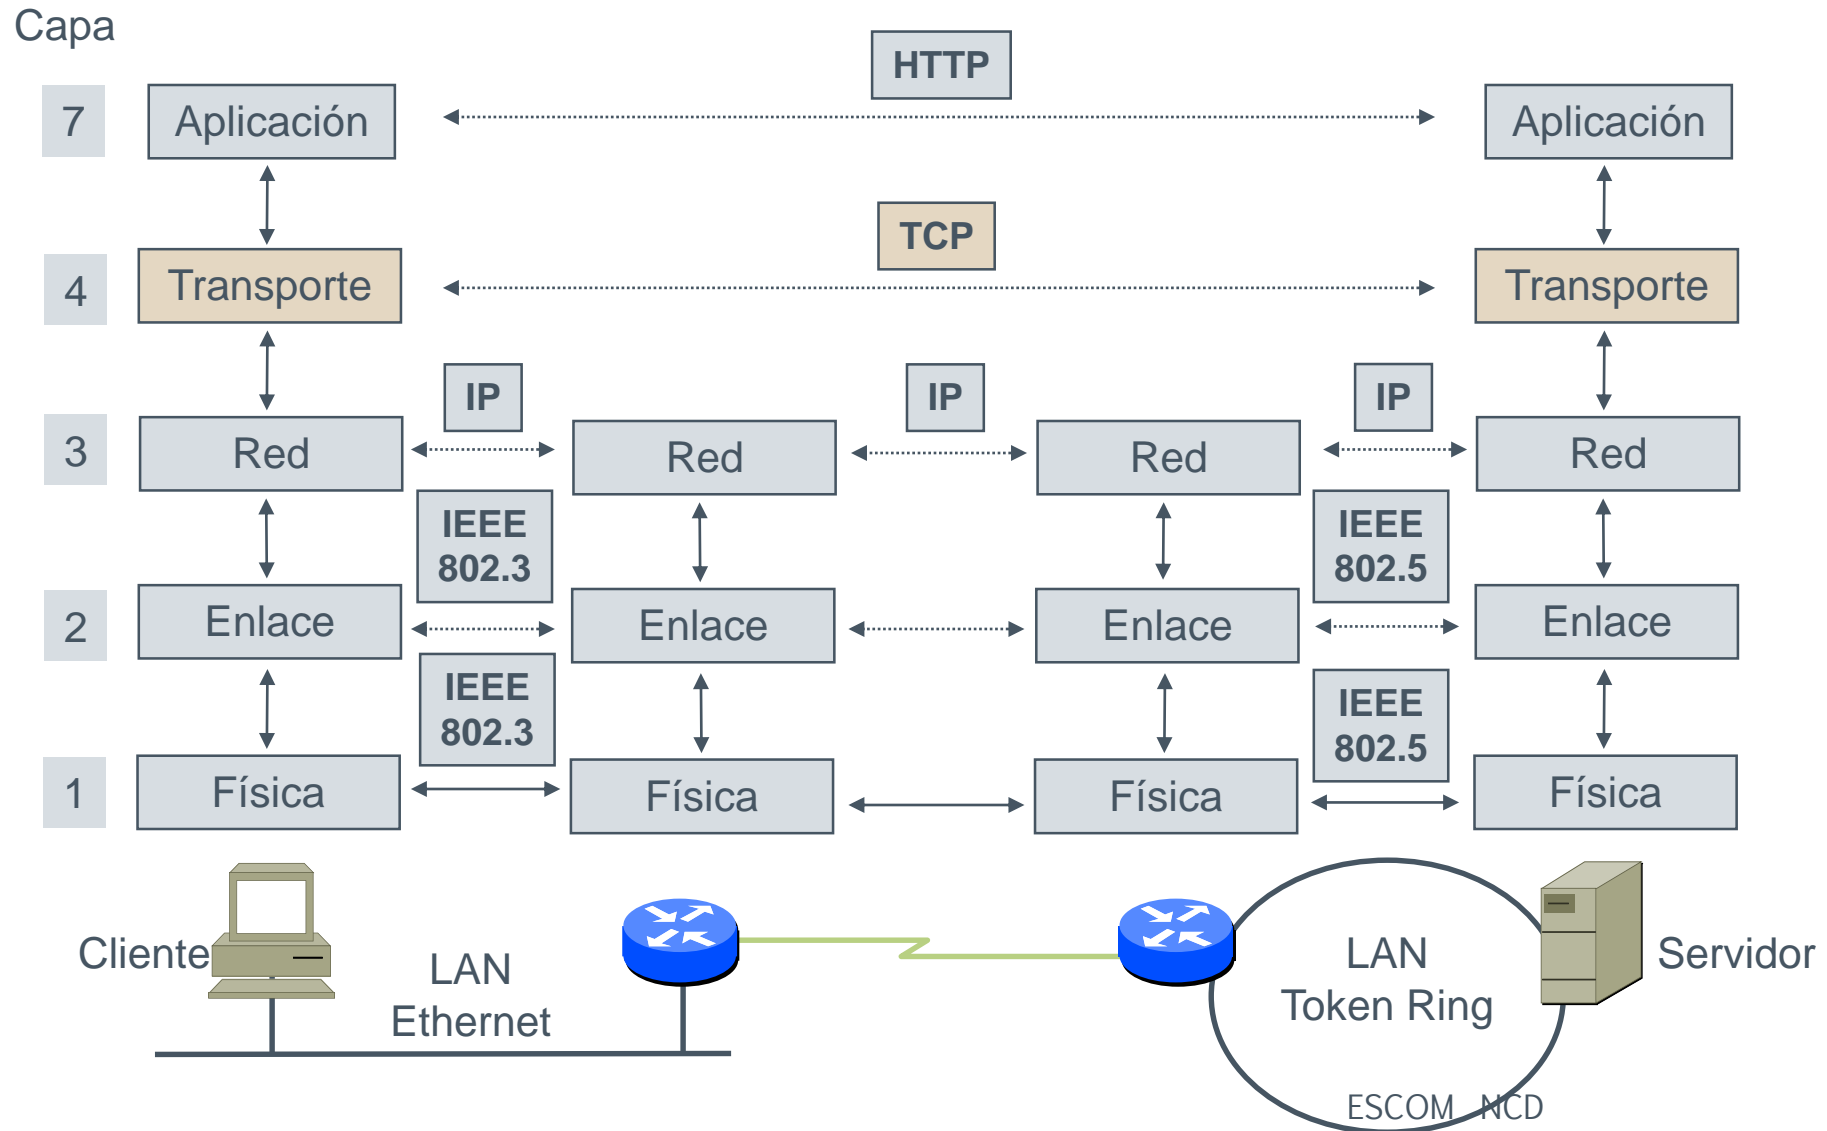 Capa
HTTP
7
Aplicación
Aplicación
TCP
4
Transporte
Transporte
IP
IP
IP
3
Red
Red
Red
Red
IEEE
802.3
IEEE
802.5
2
Enlace
Enlace
Enlace
Enlace
IEEE
802.3
IEEE
802.5
1
Física
Física
Física
Física
Cliente
LAN
Ethernet
LAN
Token Ring
Servidor
ESCOM NCD